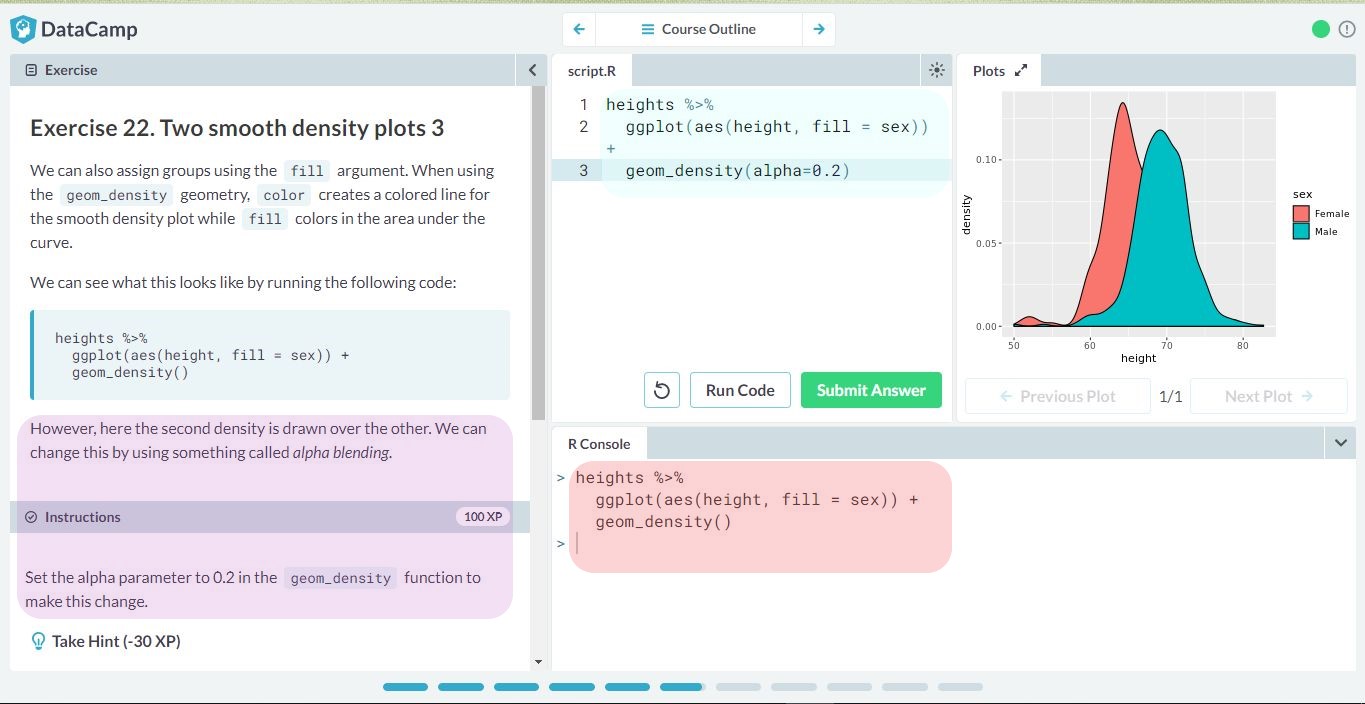 DataCamp
Course Outline
Exercise
Exercise 22. Two smooth density plots 3
We can also assign groups using the fill argument. When using
the geom_density geometry, color creates a colored line for
the smooth density plot while fill colors in the area under the
curve.
We can see what this looks like by running the following code:
heights %>%
ggplot(aes(height, fill = sex)) +
geom_density()
However, here the second density is drawn over the other. We can
change this by using something called alpha blending.
Instructions 100 XP
Set the alpha parameter to 0.2 in the geom_density function to
make this change.
Take Hint (-30 XP)
script.R
1 heights %>%
2 ggplot(aes(height, fill = sex))
+
3 geom_density(alpha=0.2)
Run Code Submit Answer
Plots
0.10
0.05
0.00
density
50 60 70 80
height
sex
Female
Male
Previous Plot 1/1 Next Plot
R Console
> heights %>%
ggplot(aes(height, fill = sex)) +
geom_density()
>